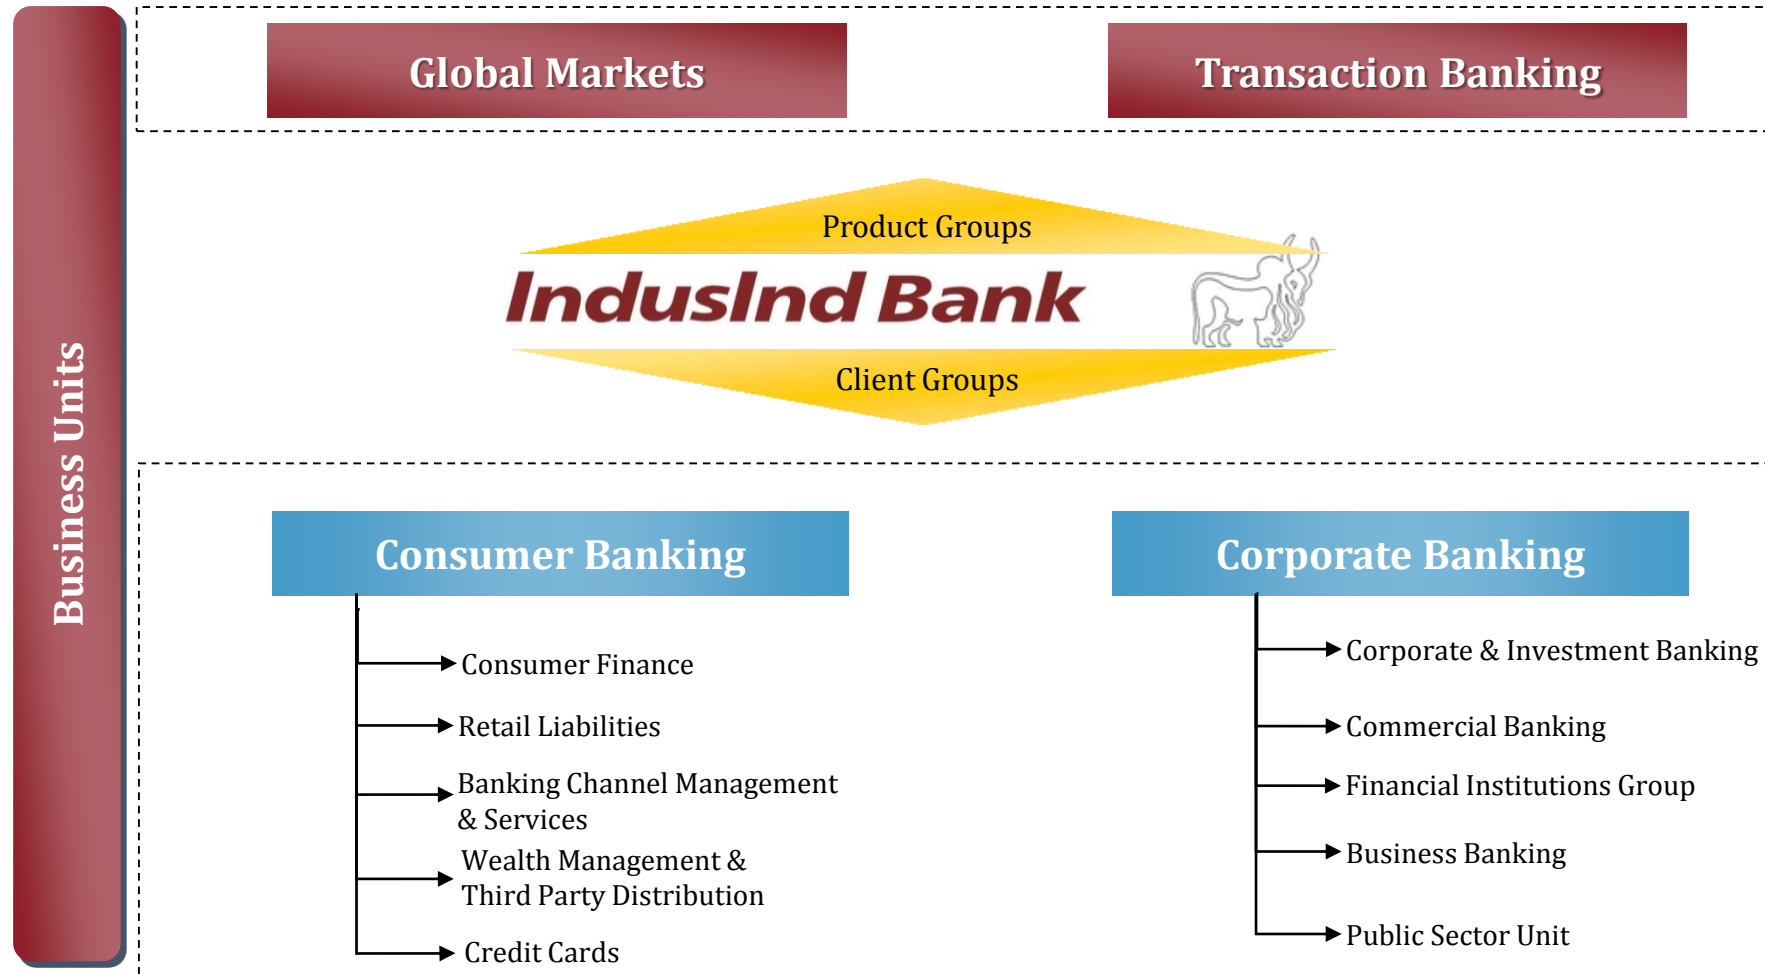 Business Units
Global Markets
Transaction Banking
Product Groups
IndusInd Bank
Client Groups
Consumer Banking
Consumer Finance
Retail Liabilities
Banking Channel Management
& Services
Wealth Management &
Third Party Distribution
Credit Cards
Corporate Banking
Corporate & Investment Banking
Commercial Banking
Financial Institutions Group
Business Banking
Public Sector Unit